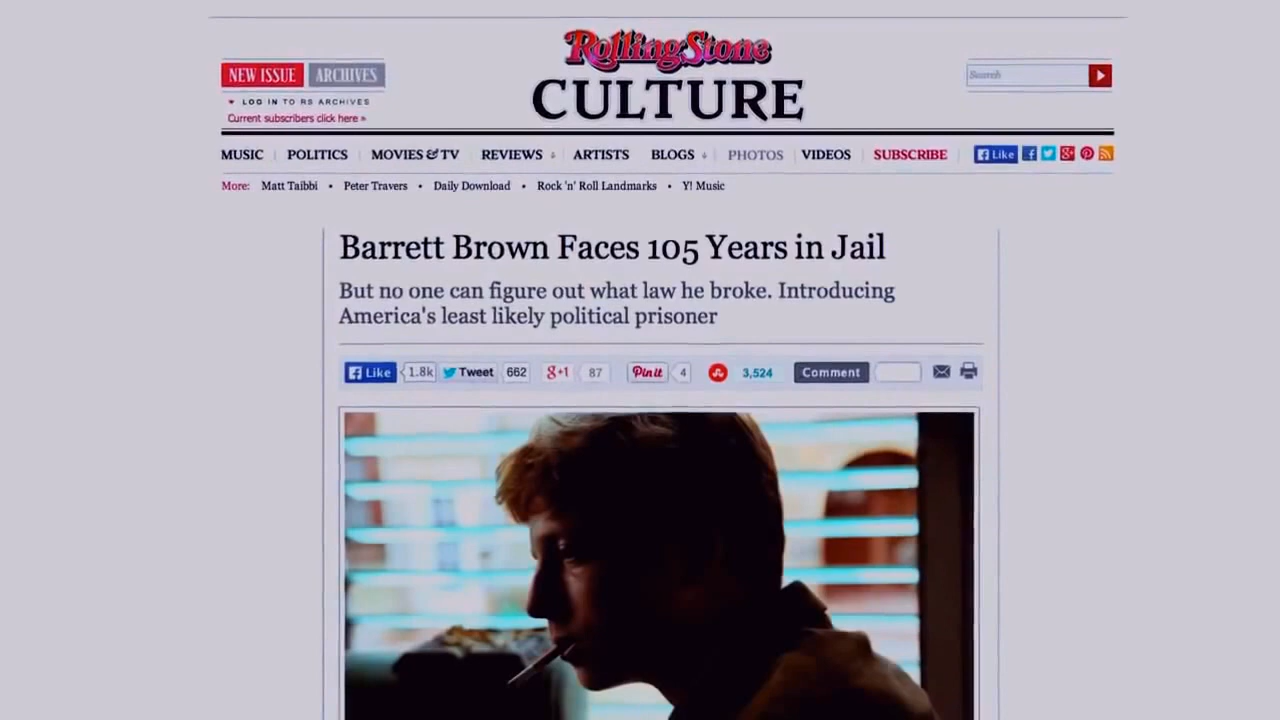 Rolling Stone
CULTURE
NEW ISSUE ARCHIVES
Search
LOG IN TO RS ARCHIVES
Current subscribers click here »
MUSIC POLITICS MOVIES & TV REVIEWS ARTISTS BLOGS PHOTOS VIDEOS SUBSCRIBE Like
More: Matt Taibbi • Peter Travers • Daily Download • Rock 'n' Roll Landmarks • Y! Music
Barrett Brown Faces 105 Years in Jail
But no one can figure out what law he broke. Introducing
America's least likely political prisoner
Like 1.8k Tweet 662 g+1 87 Pin it 4 3,524 Comment